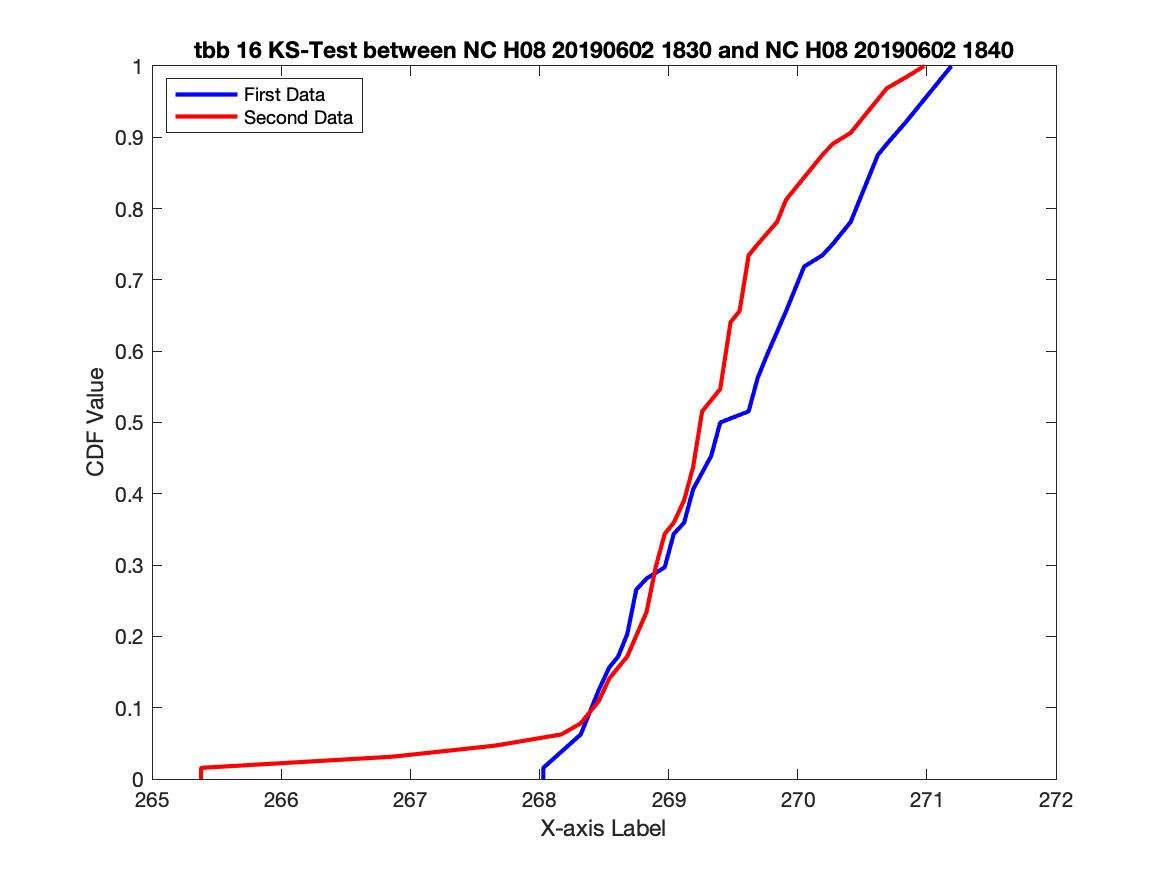 tbb 16 KS-Test between NC H08 20190602 1830 and NC H08 20190602 1840
First Data
Second Data
CDF Value
1
0.9
0.8
0.7
0.6
0.5
0.4
0.3
0.2
0.1
0
265 266 267 268 269 270 271 272
X-axis Label